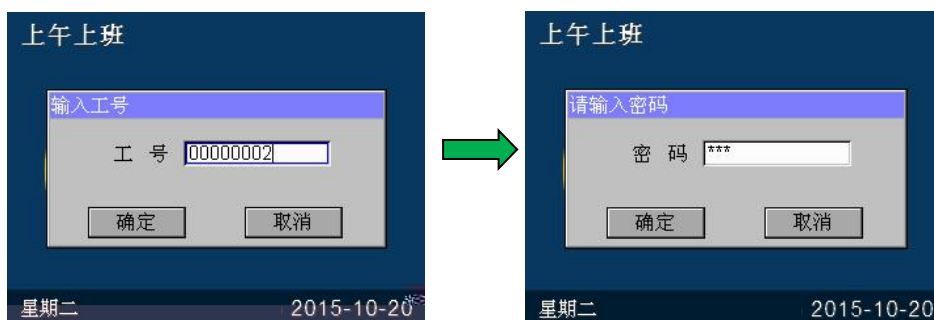 上午上班
输入工号
工 号 00000002
确定 取消
星期二 2015-10-20
上午上班
请输入密码
密 码 ***
确定 取消
星期二 2015-10-20